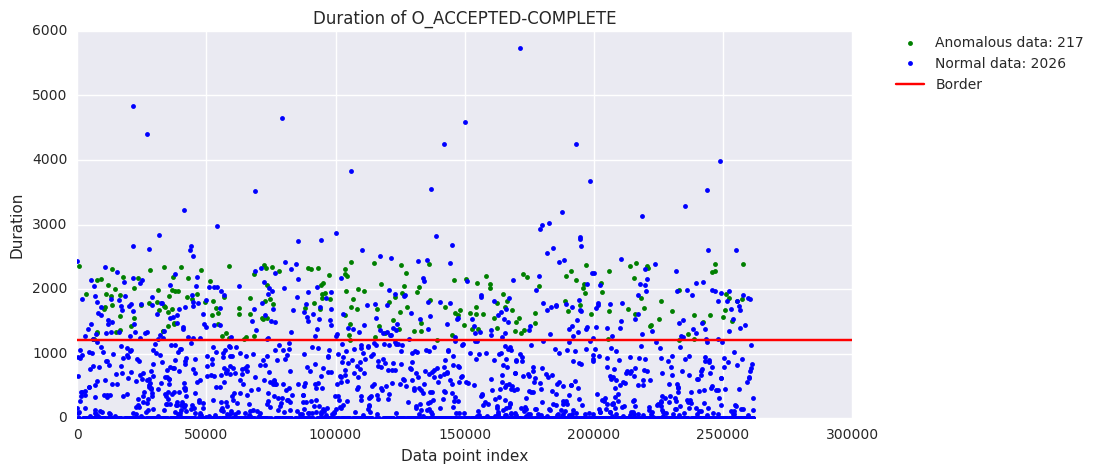 Duration of O_ACCEPTED-COMPLETE
Anomalous data: 217
Normal data: 2026
Border
6000
5000
4000
3000
2000
1000
0
Duration
0
50000
100000
150000
200000
250000
300000
Data point index